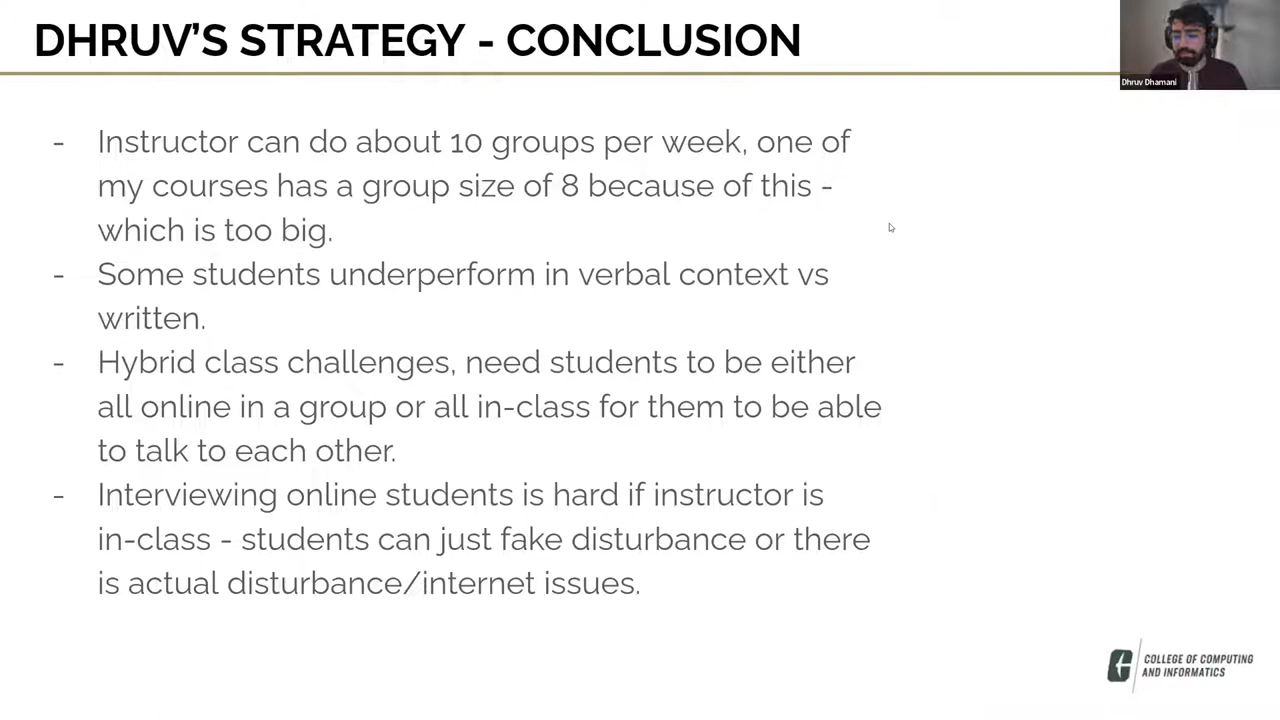 DHRUV'S STRATEGY - CONCLUSION
Dhruv Dhamani
- Instructor can do about 10 groups per week, one of
my courses has a group size of 8 because of this -
which is too big.
- Some students underperform in verbal context vs
written.
- Hybrid class challenges, need students to be either
all online in a group or all in-class for them to be able
to talk to each other.
- Interviewing online students is hard if instructor is
in-class - students can just fake disturbance or there
is actual disturbance/internet issues.
COLLEGE OF COMPUTING
AND INFORMATICS